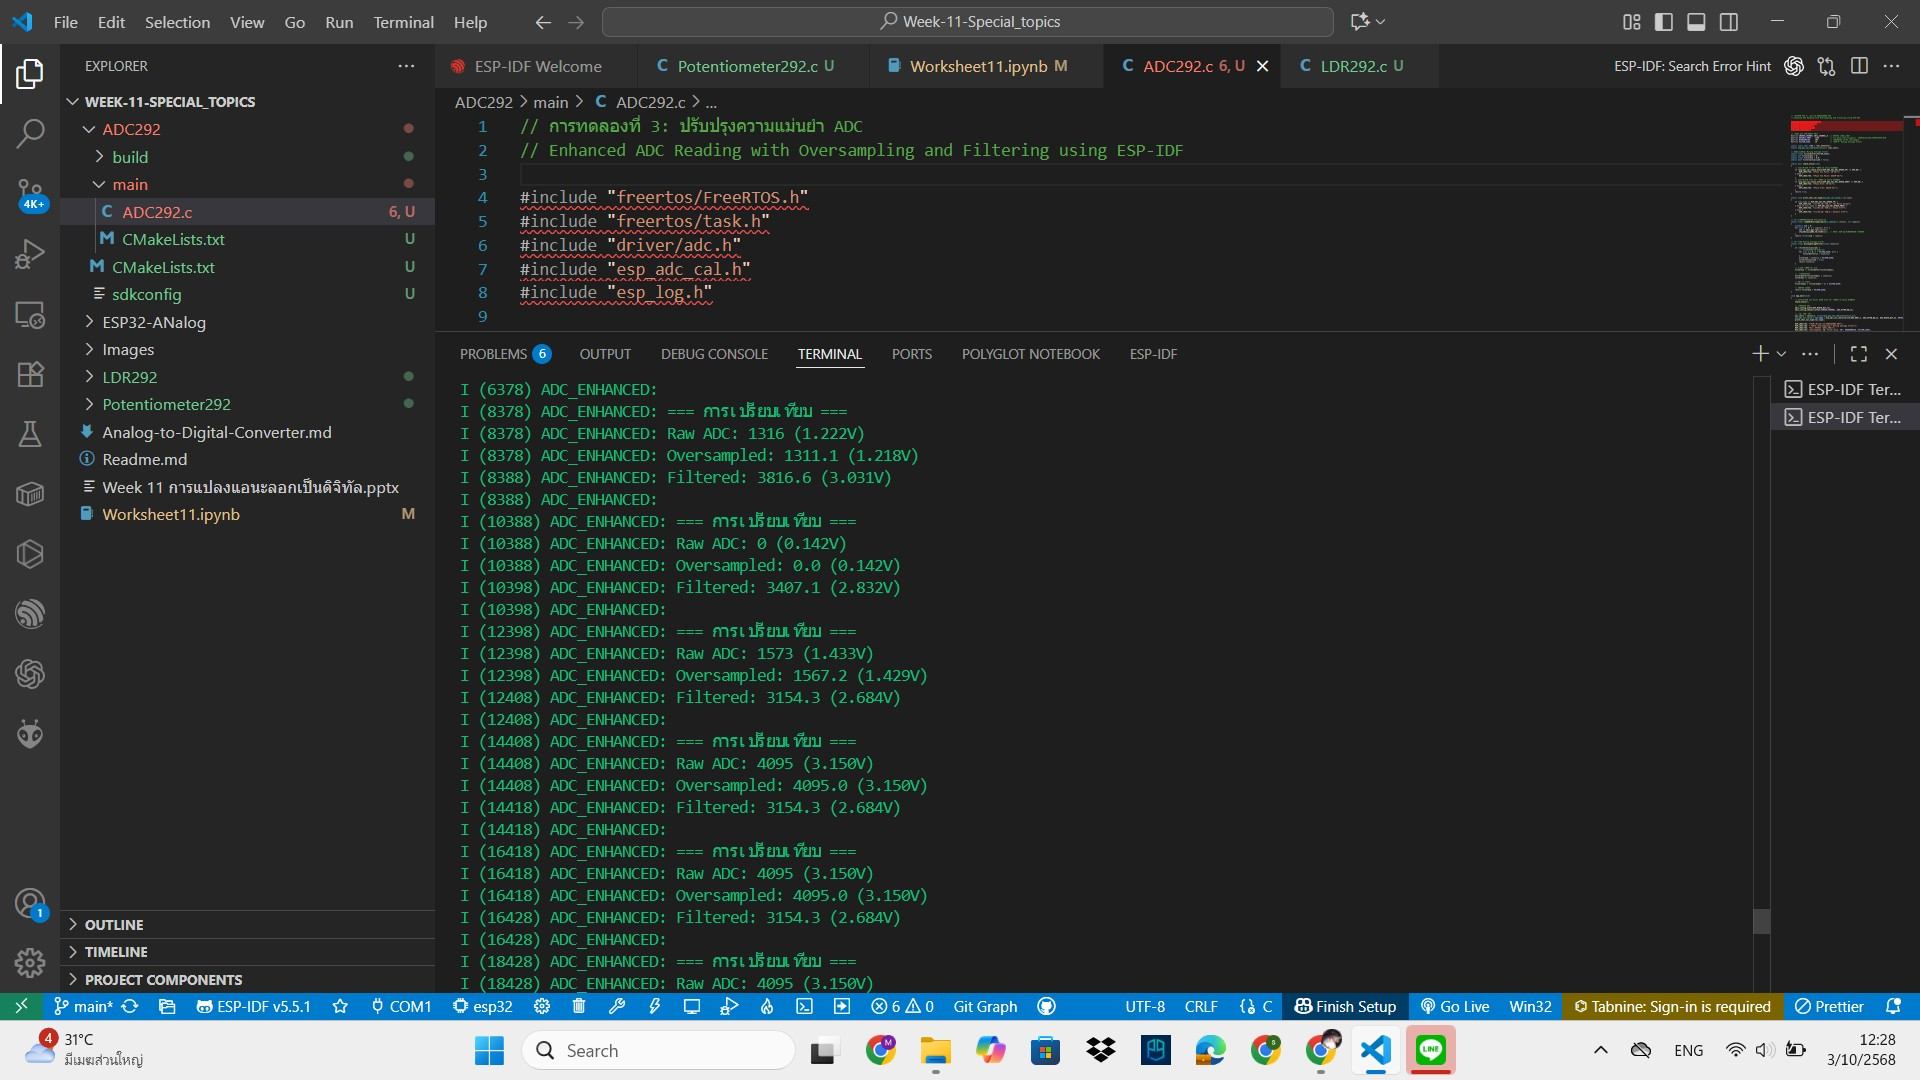 File Edit Selection View Go Run Terminal Help
Week-11-Special_topics
EXPLORER
WEEK-11-SPECIAL_TOPICS
ADC292
build
main
ADC292.c 6, U
CMakeLists.txt U
CMakeLists.txt U
sdkconfig U
ESP32-ANalog
Images
LDR292
Potentiometer292
Analog-to-Digital-Converter.md
Readme.md
Week 11 การแปลงแอนะลอกเป็นดิจิทัล.pptx
Worksheet11.ipynb M
OUTLINE
TIMELINE
PROJECT COMPONENTS
4K+
1
ESP-IDF Welcome
Potentiometer292.c U
Worksheet11.ipynb M
ADC292.c 6, U
LDR292.c U
ESP-IDF: Search Error Hint
ADC292 > main > C ADC292.c > ...
1 // การทดลองที่ 3: ปรับปรุงความแม่นยำ ADC
2 // Enhanced ADC Reading with Oversampling and Filtering using ESP-IDF
3
4 #include "freertos/FreeRTOS.h"
5 #include "freertos/task.h"
6 #include "driver/adc.h"
7 #include "esp_adc_cal.h"
8 #include "esp_log.h"
9
PROBLEMS 6 OUTPUT DEBUG CONSOLE TERMINAL PORTS POLYGLOT NOTEBOOK ESP-IDF
ESP-IDF Ter...
ESP-IDF Ter...
I (6378) ADC_ENHANCED:
I (8378) ADC_ENHANCED: === การเปรียบเทียบ ===
I (8378) ADC_ENHANCED: Raw ADC: 1316 (1.222V)
I (8378) ADC_ENHANCED: Oversampled: 1311.1 (1.218V)
I (8388) ADC_ENHANCED: Filtered: 3816.6 (3.031V)
I (8388) ADC_ENHANCED:
I (10388) ADC_ENHANCED: === การเปรียบเทียบ ===
I (10388) ADC_ENHANCED: Raw ADC: 0 (0.142V)
I (10388) ADC_ENHANCED: Oversampled: 0.0 (0.142V)
I (10398) ADC_ENHANCED: Filtered: 3407.1 (2.832V)
I (10398) ADC_ENHANCED:
I (12398) ADC_ENHANCED: === การเปรียบเทียบ ===
I (12398) ADC_ENHANCED: Raw ADC: 1573 (1.433V)
I (12398) ADC_ENHANCED: Oversampled: 1567.2 (1.429V)
I (12408) ADC_ENHANCED: Filtered: 3154.3 (2.684V)
I (12408) ADC_ENHANCED:
I (14408) ADC_ENHANCED: === การเปรียบเทียบ ===
I (14408) ADC_ENHANCED: Raw ADC: 4095 (3.150V)
I (14408) ADC_ENHANCED: Oversampled: 4095.0 (3.150V)
I (14418) ADC_ENHANCED: Filtered: 3154.3 (2.684V)
I (14418) ADC_ENHANCED:
I (16418) ADC_ENHANCED: === การเปรียบเทียบ ===
I (16418) ADC_ENHANCED: Raw ADC: 4095 (3.150V)
I (16418) ADC_ENHANCED: Oversampled: 4095.0 (3.150V)
I (16428) ADC_ENHANCED: Filtered: 3154.3 (2.684V)
I (16428) ADC_ENHANCED:
I (18428) ADC_ENHANCED: === การเปรียบเทียบ ===
I (18428) ADC_ENHANCED: Raw ADC: 4095 (3.150V)
main* ESP-IDF v5.5.1 COM1 esp32 6 0 Git Graph UTF-8 CRLF {} C Finish Setup Go Live Win32 Tabnine: Sign-in is required Prettier
4 31°C
มีเมฆส่วนใหญ่
Search
ENG
12:28
3/10/2568